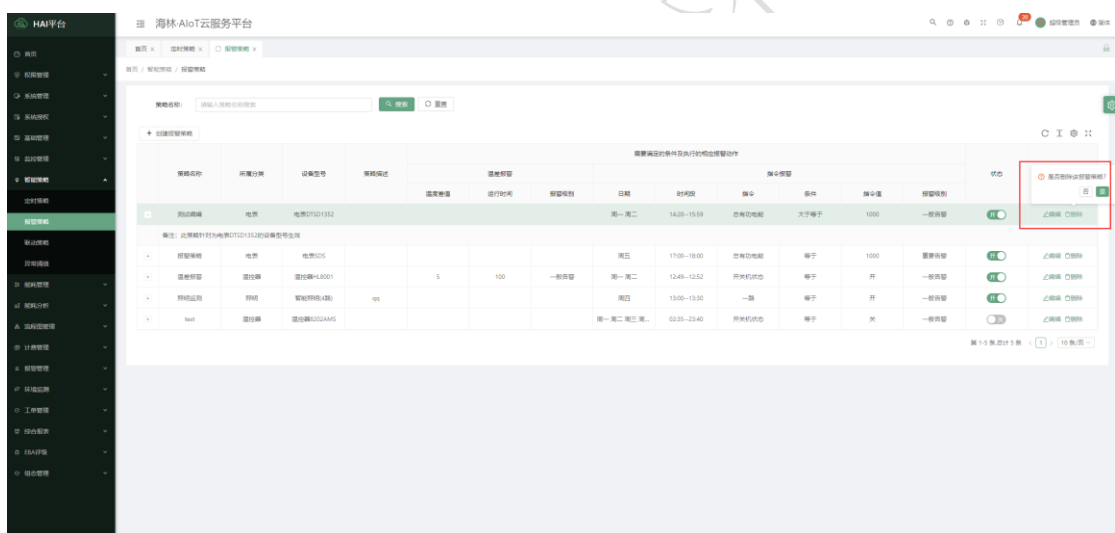 HAI平台
海林·AIoT云服务平台
20
超级管理员
简体
首页
权限管理
系统管理
系统授权
基础管理
监控管理
智能策略
定时策略
报警策略
联动策略
异常通信
能耗管理
能耗分析
流程图管理
计费管理
报警管理
环境监测
工单管理
综合报表
EBA评级
组态管理
首页 × 定时策略 × 报警策略 ×
首页 / 智能策略 / 报警策略
策略名称: 请输入策略名称搜索 搜索 重置
+ 创建报警策略
需要满足的条件及执行的相应报警动作
策略名称 所属分类 设备型号 策略描述 温差报警 指令报警 状态
温度差值 运行时间 报警级别 日期 时间段 指令 条件 指令值 报警级别
是否删除该报警策略?
否 是
测试编辑 电表 电表DTSD1352 周一 周二 14:20--15:59 总有功电能 大于等于 1000 一般告警 开 编辑 删除
备注: 此策略针对为电表DTSD1352的设备型号生效
报警策略 电表 电表SDS 周五 17:00--18:00 总有功电能 等于 1000 重要告警 开 编辑 删除
温差报警 温控器 温控器HL8001 5 100 一般告警 周一 周二 12:49--12:52 开关机状态 等于 开 一般告警 开 编辑 删除
照明监测 照明 智能照明(4路) qq 周四 13:00--13:30 一路 等于 开 一般告警 开 编辑 删除
test 温控器 温控器8202AMS 周一 周二 周三 周... 02:35--23:40 开关机状态 等于 关 一般告警 编辑 删除
第 1-5 条,总计 5 条 < 1 > 10 条/页